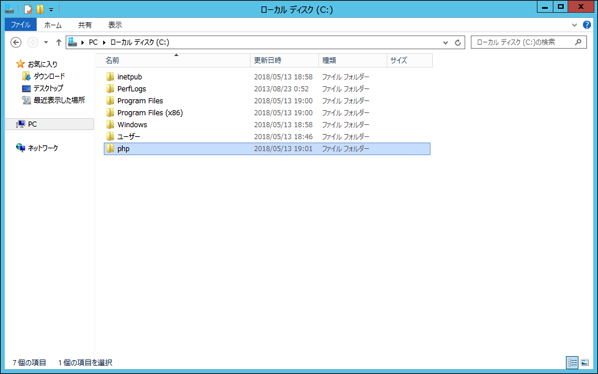 ローカル ディスク (C:)
ファイル ホーム 共有 表示
PC ローカル ディスク (C:) ローカル ディスク (C:)の検索
名前 更新日時 種類 サイズ
お気に入り
ダウンロード
デスクトップ
最近表示した場所
PC
ネットワーク
inetpub 2018/05/13 18:58 ファイル フォルダー
PerfLogs 2013/08/23 0:52 ファイル フォルダー
Program Files 2018/05/13 19:00 ファイル フォルダー
Program Files (x86) 2018/05/13 19:00 ファイル フォルダー
Windows 2018/05/13 18:58 ファイル フォルダー
ユーザー 2018/05/13 18:46 ファイル フォルダー
php 2018/05/13 19:01 ファイル フォルダー
7 個の項目 1 個の項目を選択